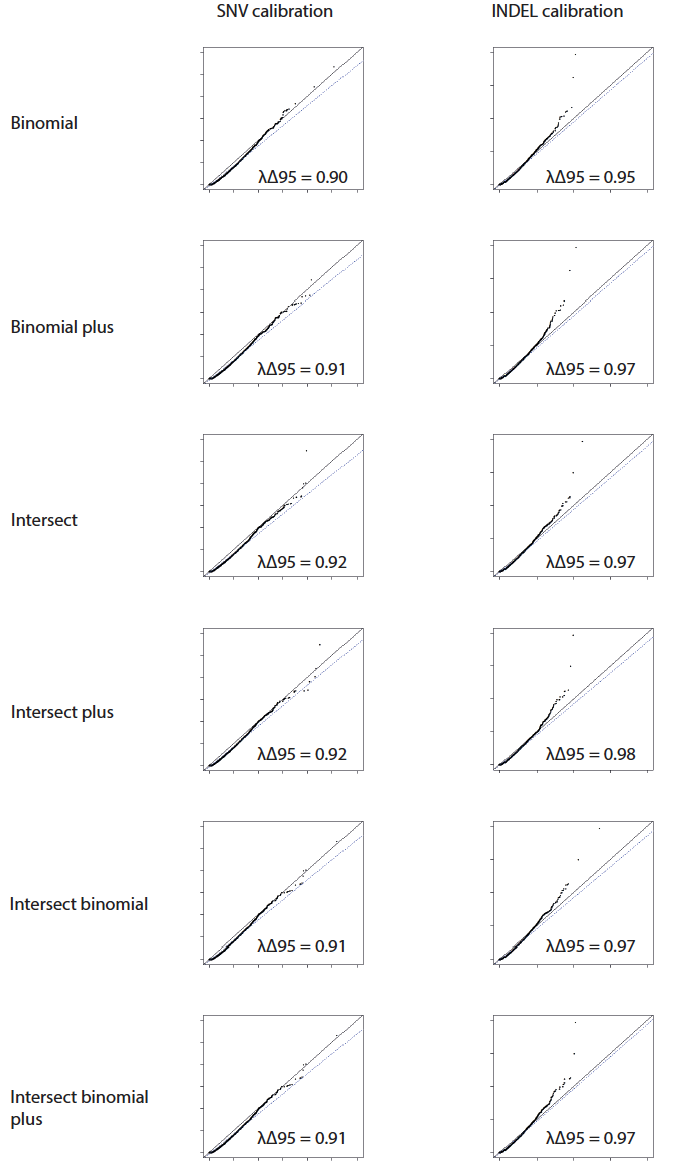 SNV calibration
INDEL calibration
Binomial
λΔ95 = 0.90
λΔ95 = 0.95
Binomial plus
λΔ95 = 0.91
λΔ95 = 0.97
Intersect
λΔ95 = 0.92
λΔ95 = 0.97
Intersect plus
λΔ95 = 0.92
λΔ95 = 0.98
Intersect binomial
λΔ95 = 0.91
λΔ95 = 0.97
Intersect binomial
plus
λΔ95 = 0.91
λΔ95 = 0.97